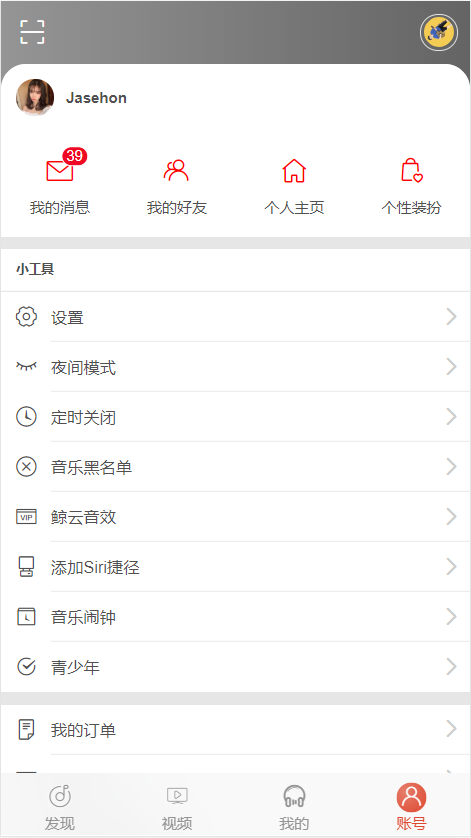 Jasehon
39
我的消息 我的好友 个人主页 个性装扮
小工具
设置
夜间模式
定时关闭
音乐黑名单
VIP 鲸云音效
添加Siri捷径
音乐闹钟
青少年
我的订单
发现 视频 我的 账号